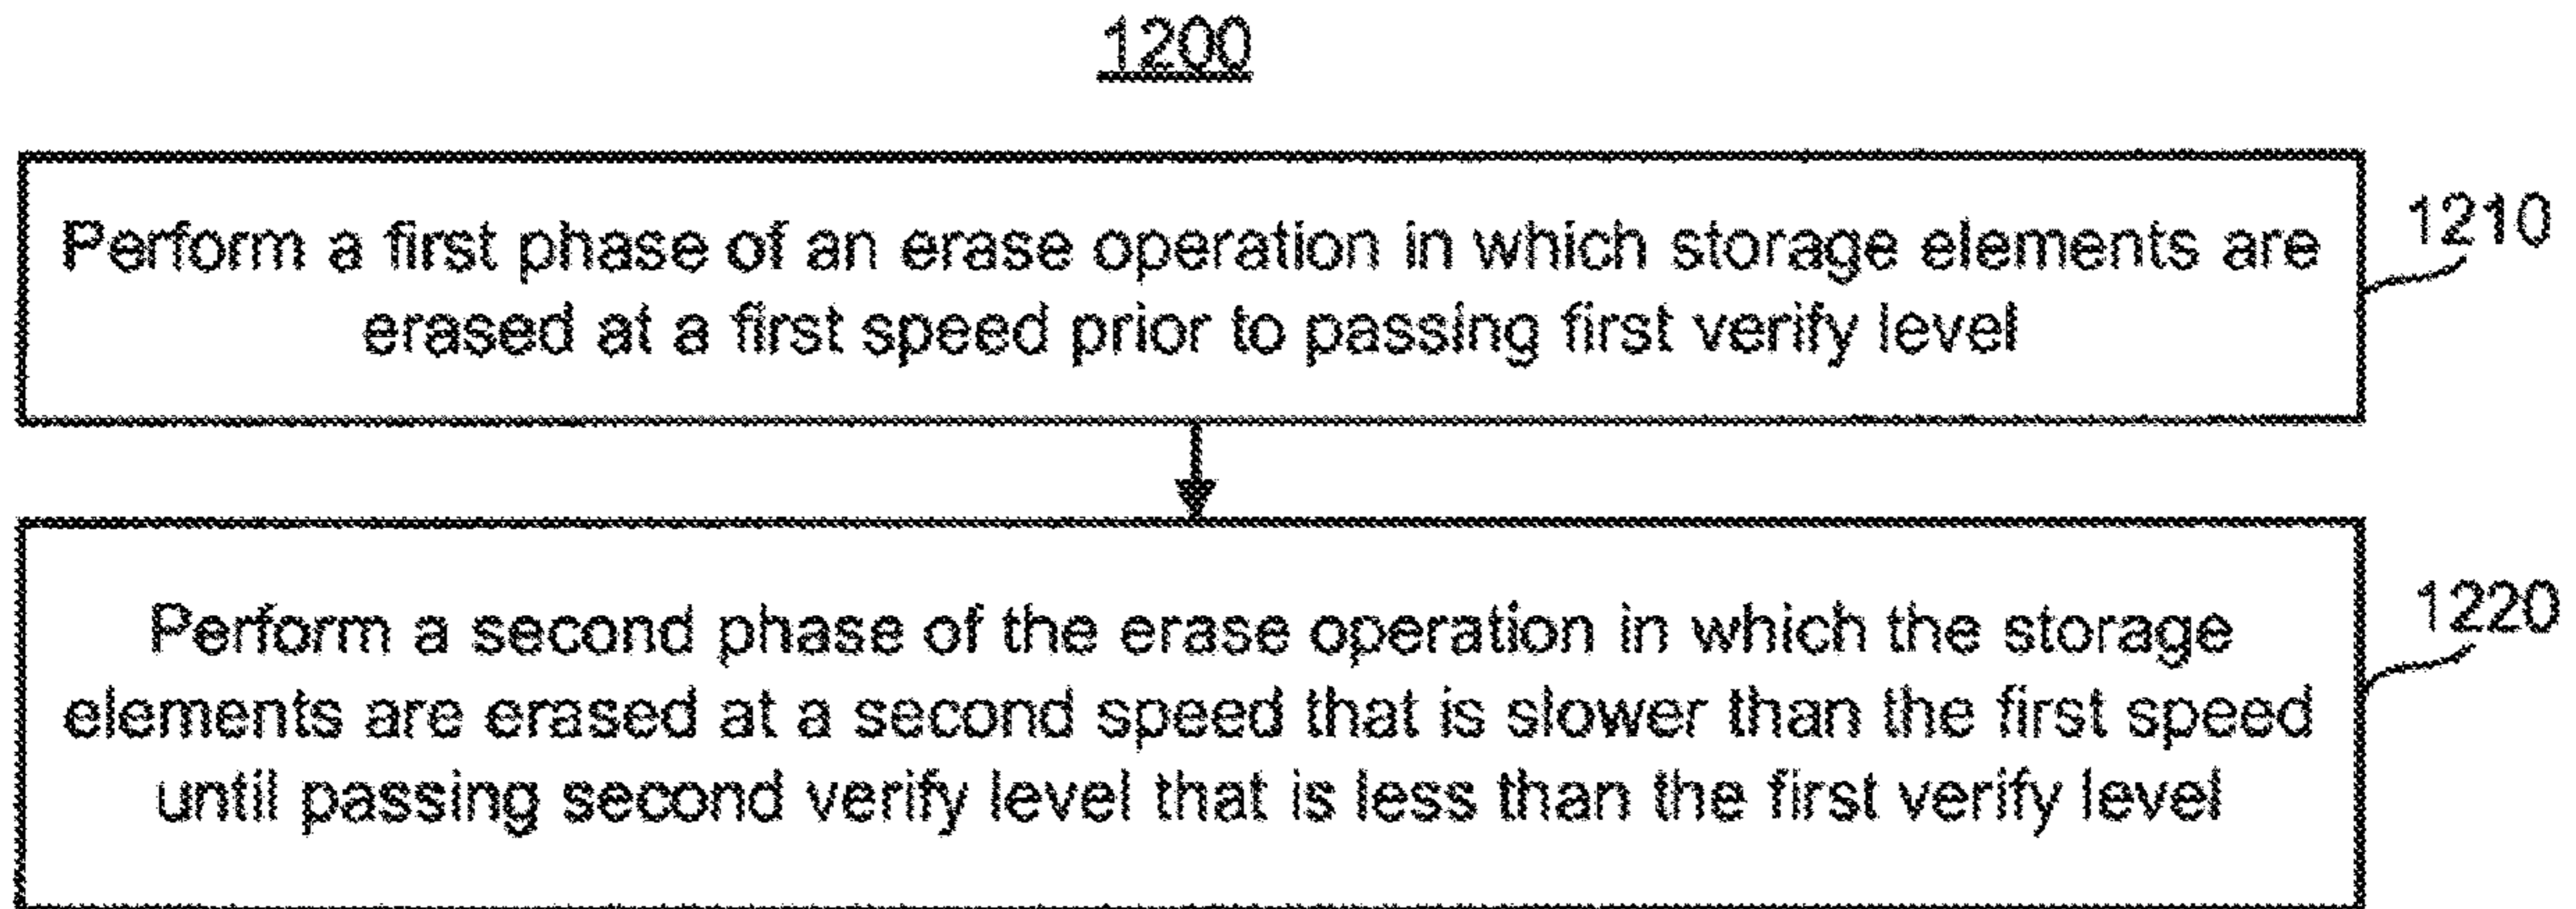 1200
Perform a first phase of an erase operation in which storage elements are
erased at a first speed prior to passing first verify level
1210
Perform a second phase of the erase operation in which the storage
elements are erased at a second speed that is slower than the first speed
until passing second verify level that is less than the first verify level
1220